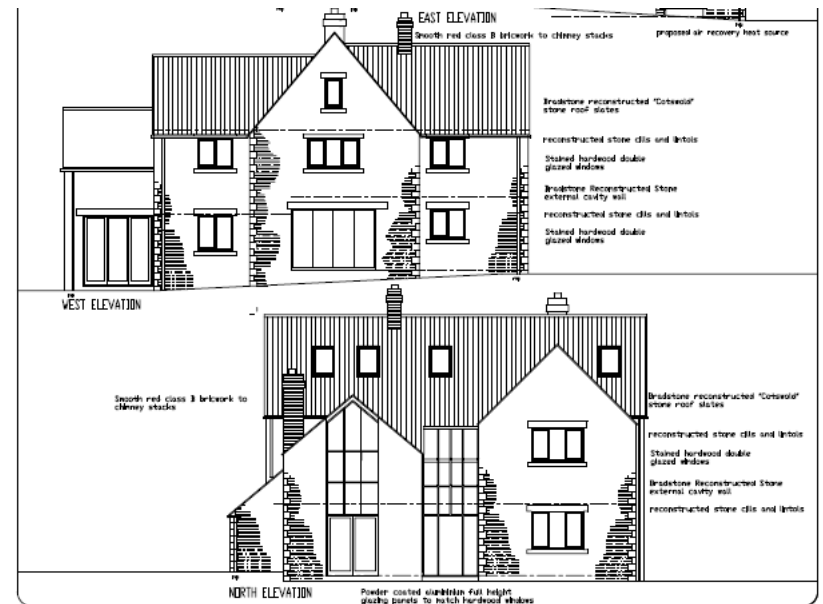 EAST ELEVATION
Smooth red class B bricwork to chimney stacks
proposed air recovery heat source
Bradstone reconstructed "Cotswold"
stone roof slates
reconstructed stone cills and lintols
Stained hardwood double
glazed windows
Bradstone Reconstructed Stone
external cavity wall
reconstructed stone cills and lintols
Stained hardwood double
glazed windows
WEST ELEVATION
Smooth red class B bricwork to
chimney stacks
Bradstone reconstructed "Cotswold"
stone roof slates
reconstructed stone cills and lintols
Stained hardwood double
glazed windows
Bradstone Reconstructed Stone
external cavity wall
reconstructed stone cills and lintols
NORTH ELEVATION
Powder coated aluminium full height
glazing panels to match hardwood windows